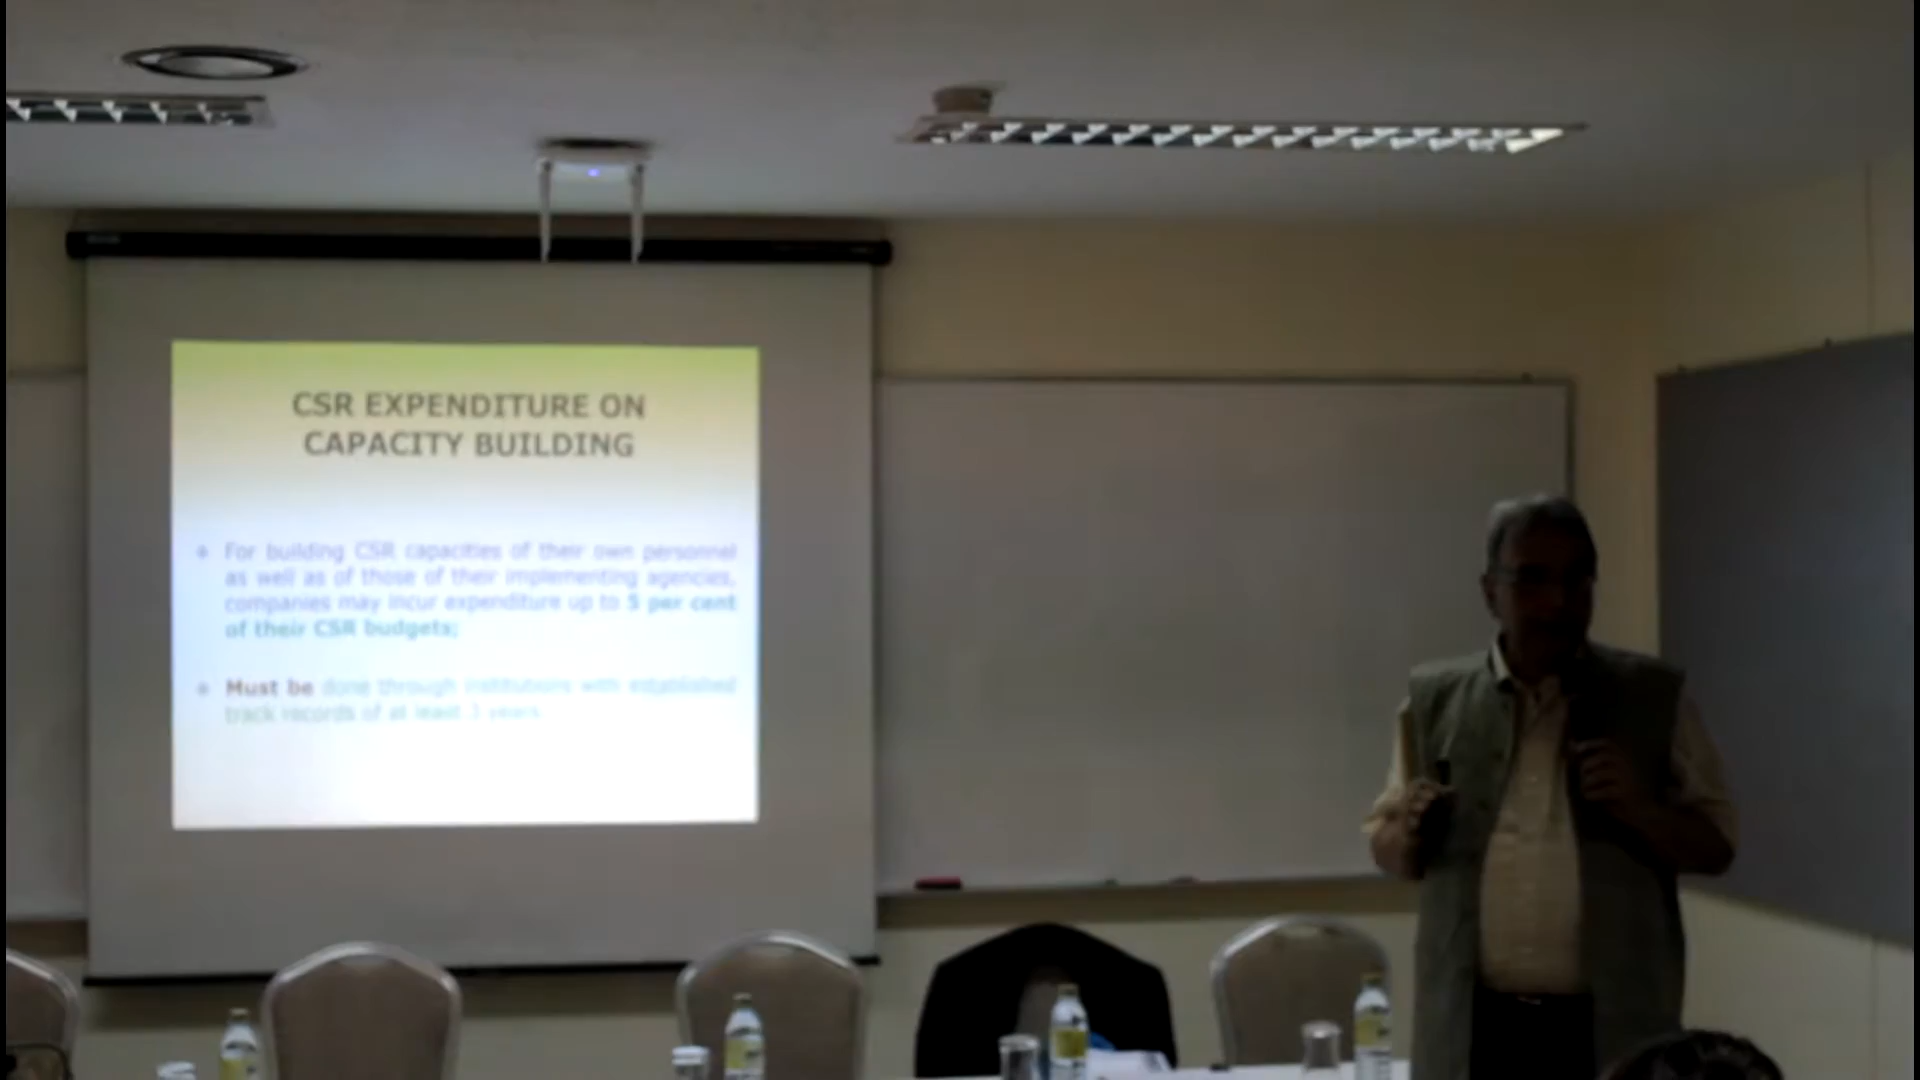 CSR EXPENDITURE ON
CAPACITY BUILDING
For building CSR capacities of their own personnel
as well as of those of their implementing agencies,
companies may incur expenditure up to 5 per cent
of their CSR budgets;
Must be done through institutions with established
track records of at least 3 years